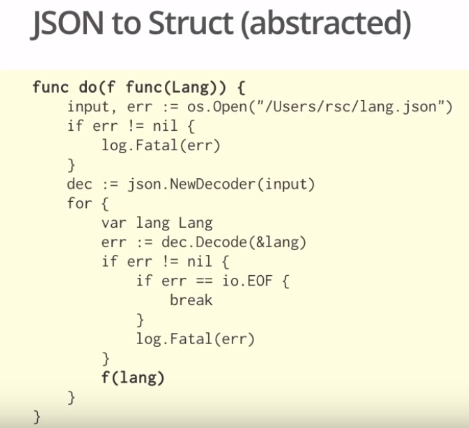 JSON to Struct (abstracted)
func do(f func(Lang)) {
    input, err := os.Open("/Users/rsc/lang.json")
    if err != nil {
        log.Fatal(err)
    }
    dec := json.NewDecoder(input)
    for {
        var lang Lang
        err := dec.Decode(&lang)
        if err != nil {
            if err == io.EOF {
                break
            }
            log.Fatal(err)
        }
        f(lang)
    }
}